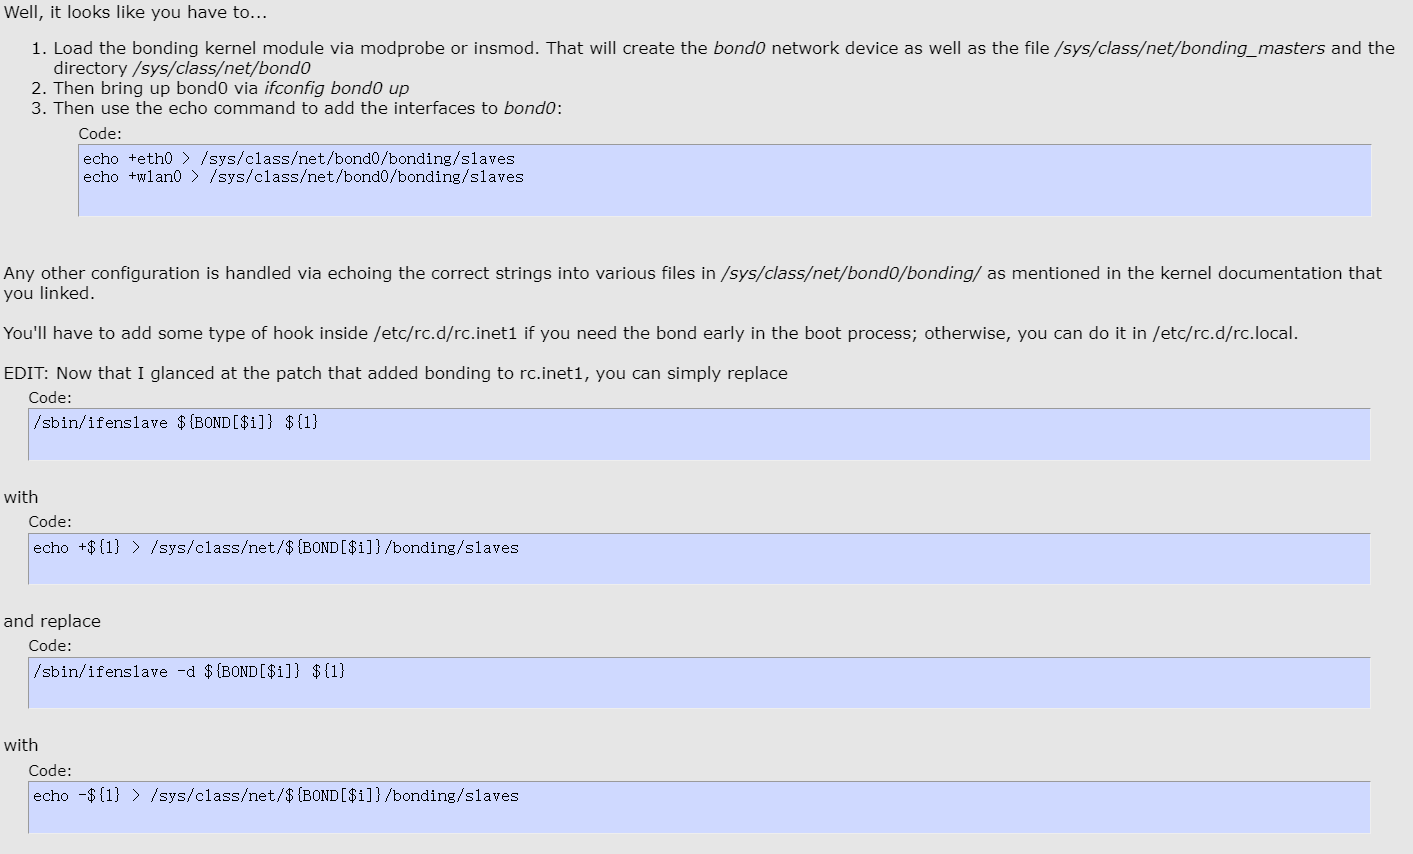 Well, it looks like you have to...
1. Load the bonding kernel module via modprobe or insmod. That will create the bond0 network device as well as the file /sys/class/net/bonding_masters and the
directory /sys/class/net/bond0
2. Then bring up bond0 via ifconfig bond0 up
3. Then use the echo command to add the interfaces to bond0:
Code:
echo +eth0 > /sys/class/net/bond0/bonding/slaves
echo +wlan0 > /sys/class/net/bond0/bonding/slaves
Any other configuration is handled via echoing the correct strings into various files in /sys/class/net/bond0/bonding/ as mentioned in the kernel documentation that
you linked.
You'll have to add some type of hook inside /etc/rc.d/rc.inet1 if you need the bond early in the boot process; otherwise, you can do it in /etc/rc.d/rc.local.
EDIT: Now that I glanced at the patch that added bonding to rc.inet1, you can simply replace
Code:
/sbin/ifenslave ${BOND[$i]} ${1}
with
Code:
echo +${1} > /sys/class/net/${BOND[$i]}/bonding/slaves
and replace
Code:
/sbin/ifenslave -d ${BOND[$i]} ${1}
with
Code:
echo -${1} > /sys/class/net/${BOND[$i]}/bonding/slaves